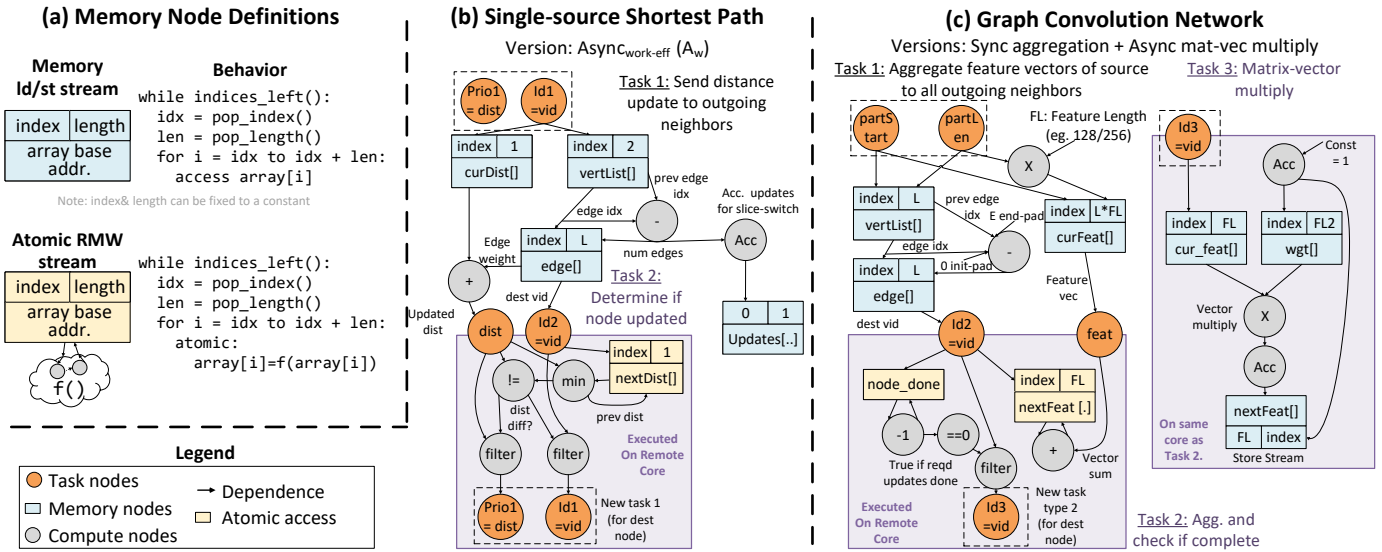 (a) Memory Node Definitions
Memory
ld/st stream
index length
array base
addr.
Behavior
while indices_left():
idx = pop_index()
len = pop_length()
for i = idx to idx + len:
access array[i]
Note: index& length can be fixed to a constant
Atomic RMW
stream
index length
array base
addr.
f()
while indices_left():
idx = pop_index()
len = pop_length()
for i = idx to idx + len:
atomic:
array[i]=f(array[i])
Legend
Task nodes
Memory nodes
Compute nodes
Dependence
Atomic access
(b) Single-source Shortest Path
Version: Async work-eff (Aw)
Prio1
= dist
Id1
=vid
Task 1: Send distance
update to outgoing
neighbors
index 1
curDist[]
index 2
vertList[]
prev edge
idx
edge idx
-
Acc. updates
for slice-switch
Acc
index L
edge[]
num edges
Edge
weight
+
dest vid
Updated
dist
Task 2:
Determine if
node updated
0 1
Updates[..]
dist
Id2
=vid
index 1
nextDist[]
!=
min
prev dist
dist
diff?
filter
filter
Executed
On Remote
Core
Prio1
= dist
Id1
=vid
New task 1
(for dest
node)
(c) Graph Convolution Network
Versions: Sync aggregation + Async mat-vec multiply
Task 1: Aggregate feature vectors of source
to all outgoing neighbors
partS
tart
partL
en
FL: Feature Length
(eg. 128/256)
X
index L
vertList[]
prev edge
idx
E end-pad
index L*FL
curFeat[]
edge idx
-
0 init-pad
index L
edge[]
Feature
vec
dest vid
Id2
=vid
feat
node_done
index FL
nextFeat [.]
-1
==0
+
True if reqd
updates done
filter
Vector
sum
Executed
On Remote
Core
Id3
=vid
New task
type 2
(for dest
node)
Task 2: Agg. and
check if complete
Task 3: Matrix-vector
multiply
Id3
=vid
Acc
Const
= 1
index FL
cur_feat[]
index FL2
wgt[]
Vector
multiply
X
Acc
nextFeat[]
FL index
Store Stream
On same
core as
Task 2.